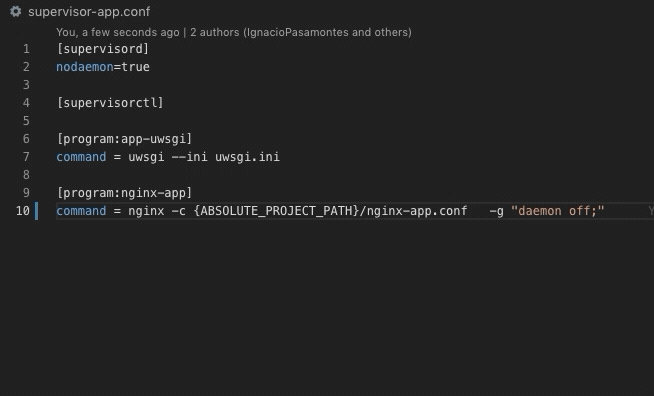 supervisor-app.conf
You, a few seconds ago | 2 authors (IgnacioPasamontes and others)
1 [supervisord]
2 nodaemon=true
3
4 [supervisorctl]
5
6 [program:app-uwsgi]
7 command = uwsgi --ini uwsgi.ini
8
9 [program:nginx-app]
10 command = nginx -c {ABSOLUTE_PROJECT_PATH}/nginx-app.conf   -g "daemon off;"